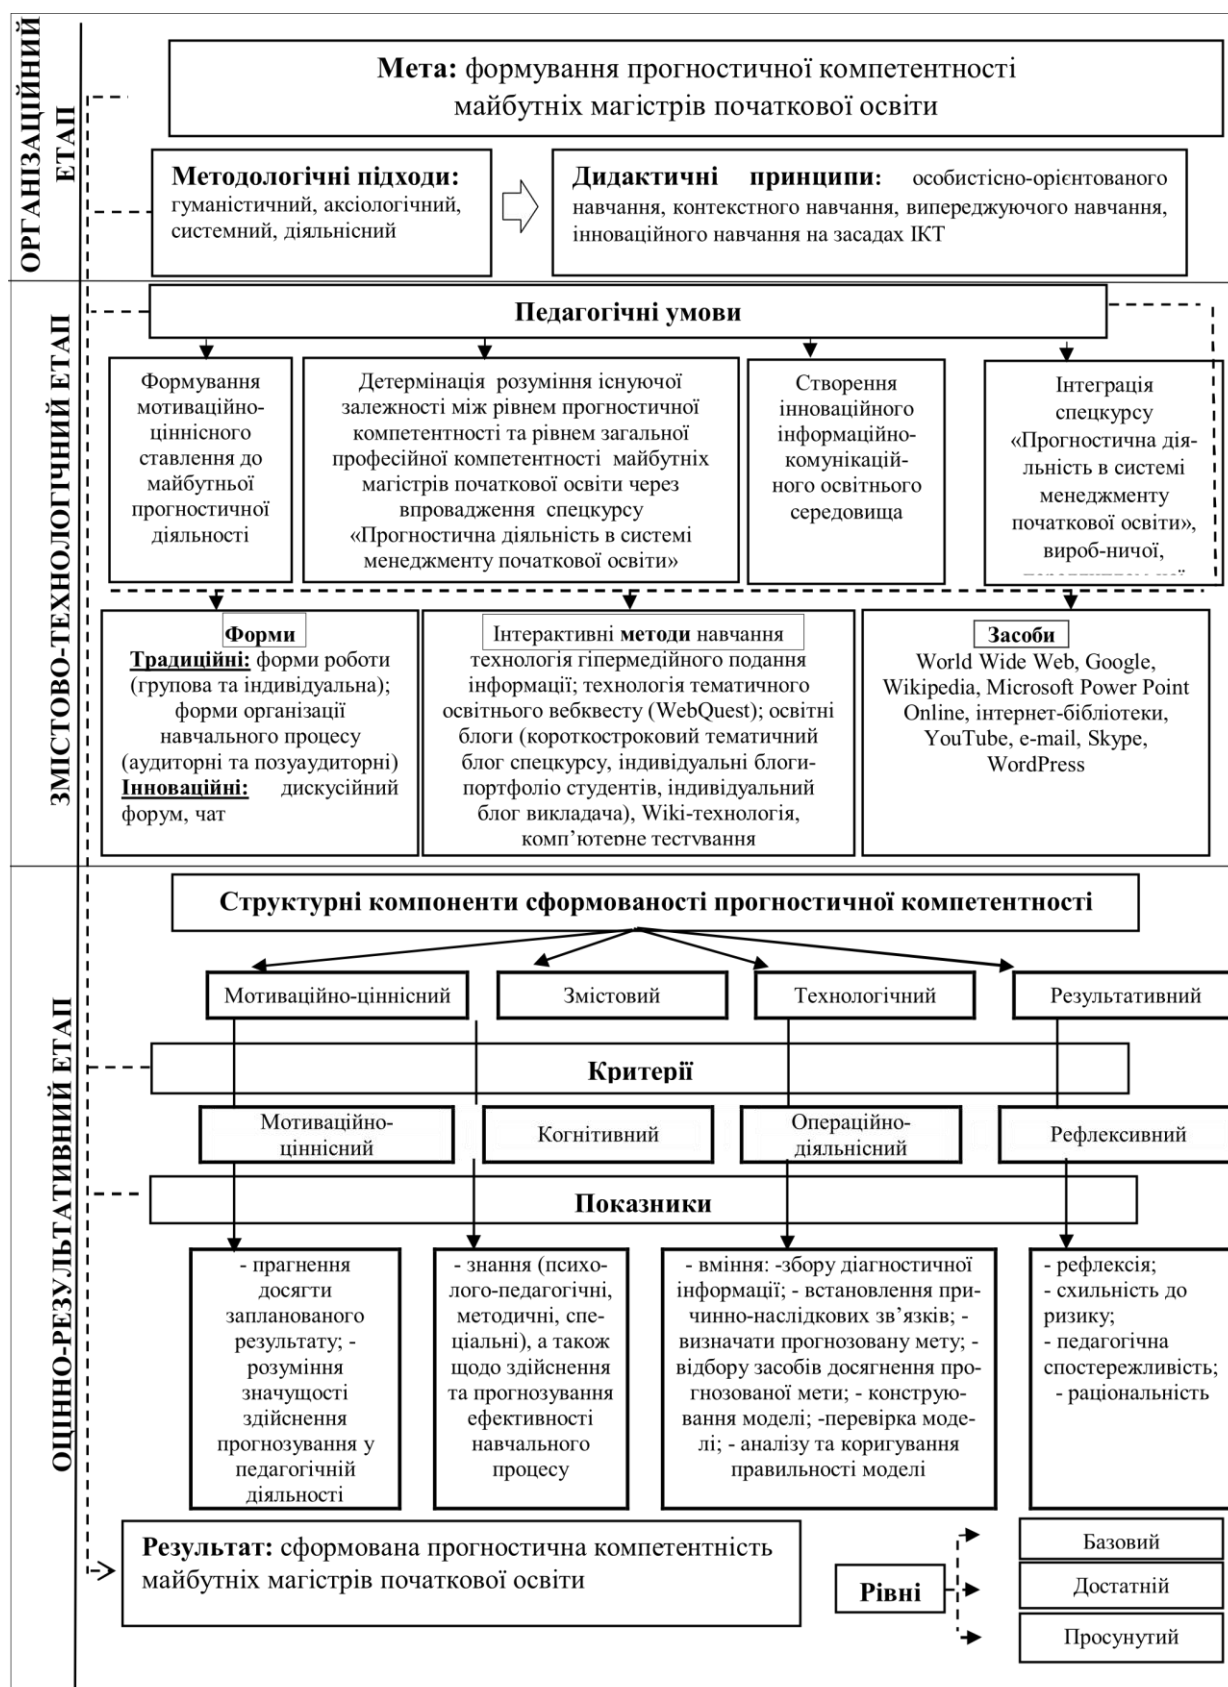 ОРГАНІЗАЦІЙНИЙ
ЕТАП
Мета: формування прогностичної компетентності
майбутніх магістрів початкової освіти
Методологічні підходи:
гуманістичний, аксіологічний,
системний, діяльнісний
Дидактичні принципи: особистісно-орієнтованого
навчання, контекстного навчання, випереджуючого навчання,
інноваційного навчання на засадах ІКТ
ЗМІСТОВО-ТЕХНОЛОГІЧНИЙ ЕТАП
Педагогічні умови
Формування
мотиваційно-
ціннісного
ставлення до
майбутньої
прогностичної
діяльності
Детермінація розуміння існуючої
залежності між рівнем прогностичної
компетентності та рівнем загальної
професійної компетентності майбутніх
магістрів початкової освіти через
впровадження спецкурсу
«Прогностична діяльність в системі
менеджменту початкової освіти»
Створення
інноваційного
інформаційно-
комунікацій-
ного освітнього
середовища
Інтеграція
спецкурсу
«Прогностична дія-
льність в системі
менеджменту
початкової освіти»,
вироб-ничої,
Форми
Традиційні: форми роботи
(групова та індивідуальна);
форми організації
навчального процесу
(аудиторні та позуаудиторні)
Інноваційні: дискусійний
форум, чат
Інтерактивні методи навчання
технологія гіпермедійного подання
інформації; технологія тематичного
освітнього вебквесту (WebQuest); освітні
блоги (короткостроковий тематичний
блог спецкурсу, індивідуальні блоги-
портфоліо студентів, індивідуальний
блог викладача), Wiki-технологія,
комп’ютерне тестування
Засоби
World Wide Web, Google,
Wikipedia, Microsoft Power Point
Online, інтернет-бібліотеки,
YouTube, e-mail, Skype,
WordPress
ОЦІННО-РЕЗУЛЬТАТИВНИЙ ЕТАП
Структурні компоненти сформованості прогностичної компетентності
Мотиваційно-ціннісний
Змістовий
Технологічний
Результативний
Критерії
Мотиваційно-
ціннісний
Когнітивний
Операційно-
діяльнісний
Рефлексивний
Показники
- прагнення
досягти
запланованого
результату; -
розуміння
значущості
здійснення
прогнозування у
педагогічній
діяльності
- знання (психо-
лого-педагогічні,
методичні, спе-
ціальні), а також
щодо здійснення
та прогнозування
ефективності
навчального
процесу
- вміння: -збору діагностичної
інформації; - встановлення при-
чинно-наслідкових зв’язків; -
визначати прогнозовану мету; -
відбору засобів досягнення про-
гнозованої мети; - конструю-
вання моделі; -перевірка моде-
лі; - аналізу та коригування
правильності моделі
- рефлексія;
- схильність до
ризику;
- педагогічна
спостережливість;
- раціональність
Результат: сформована прогностична компетентність
майбутніх магістрів початкової освіти
Рівні
Базовий
Достатній
Просунутий